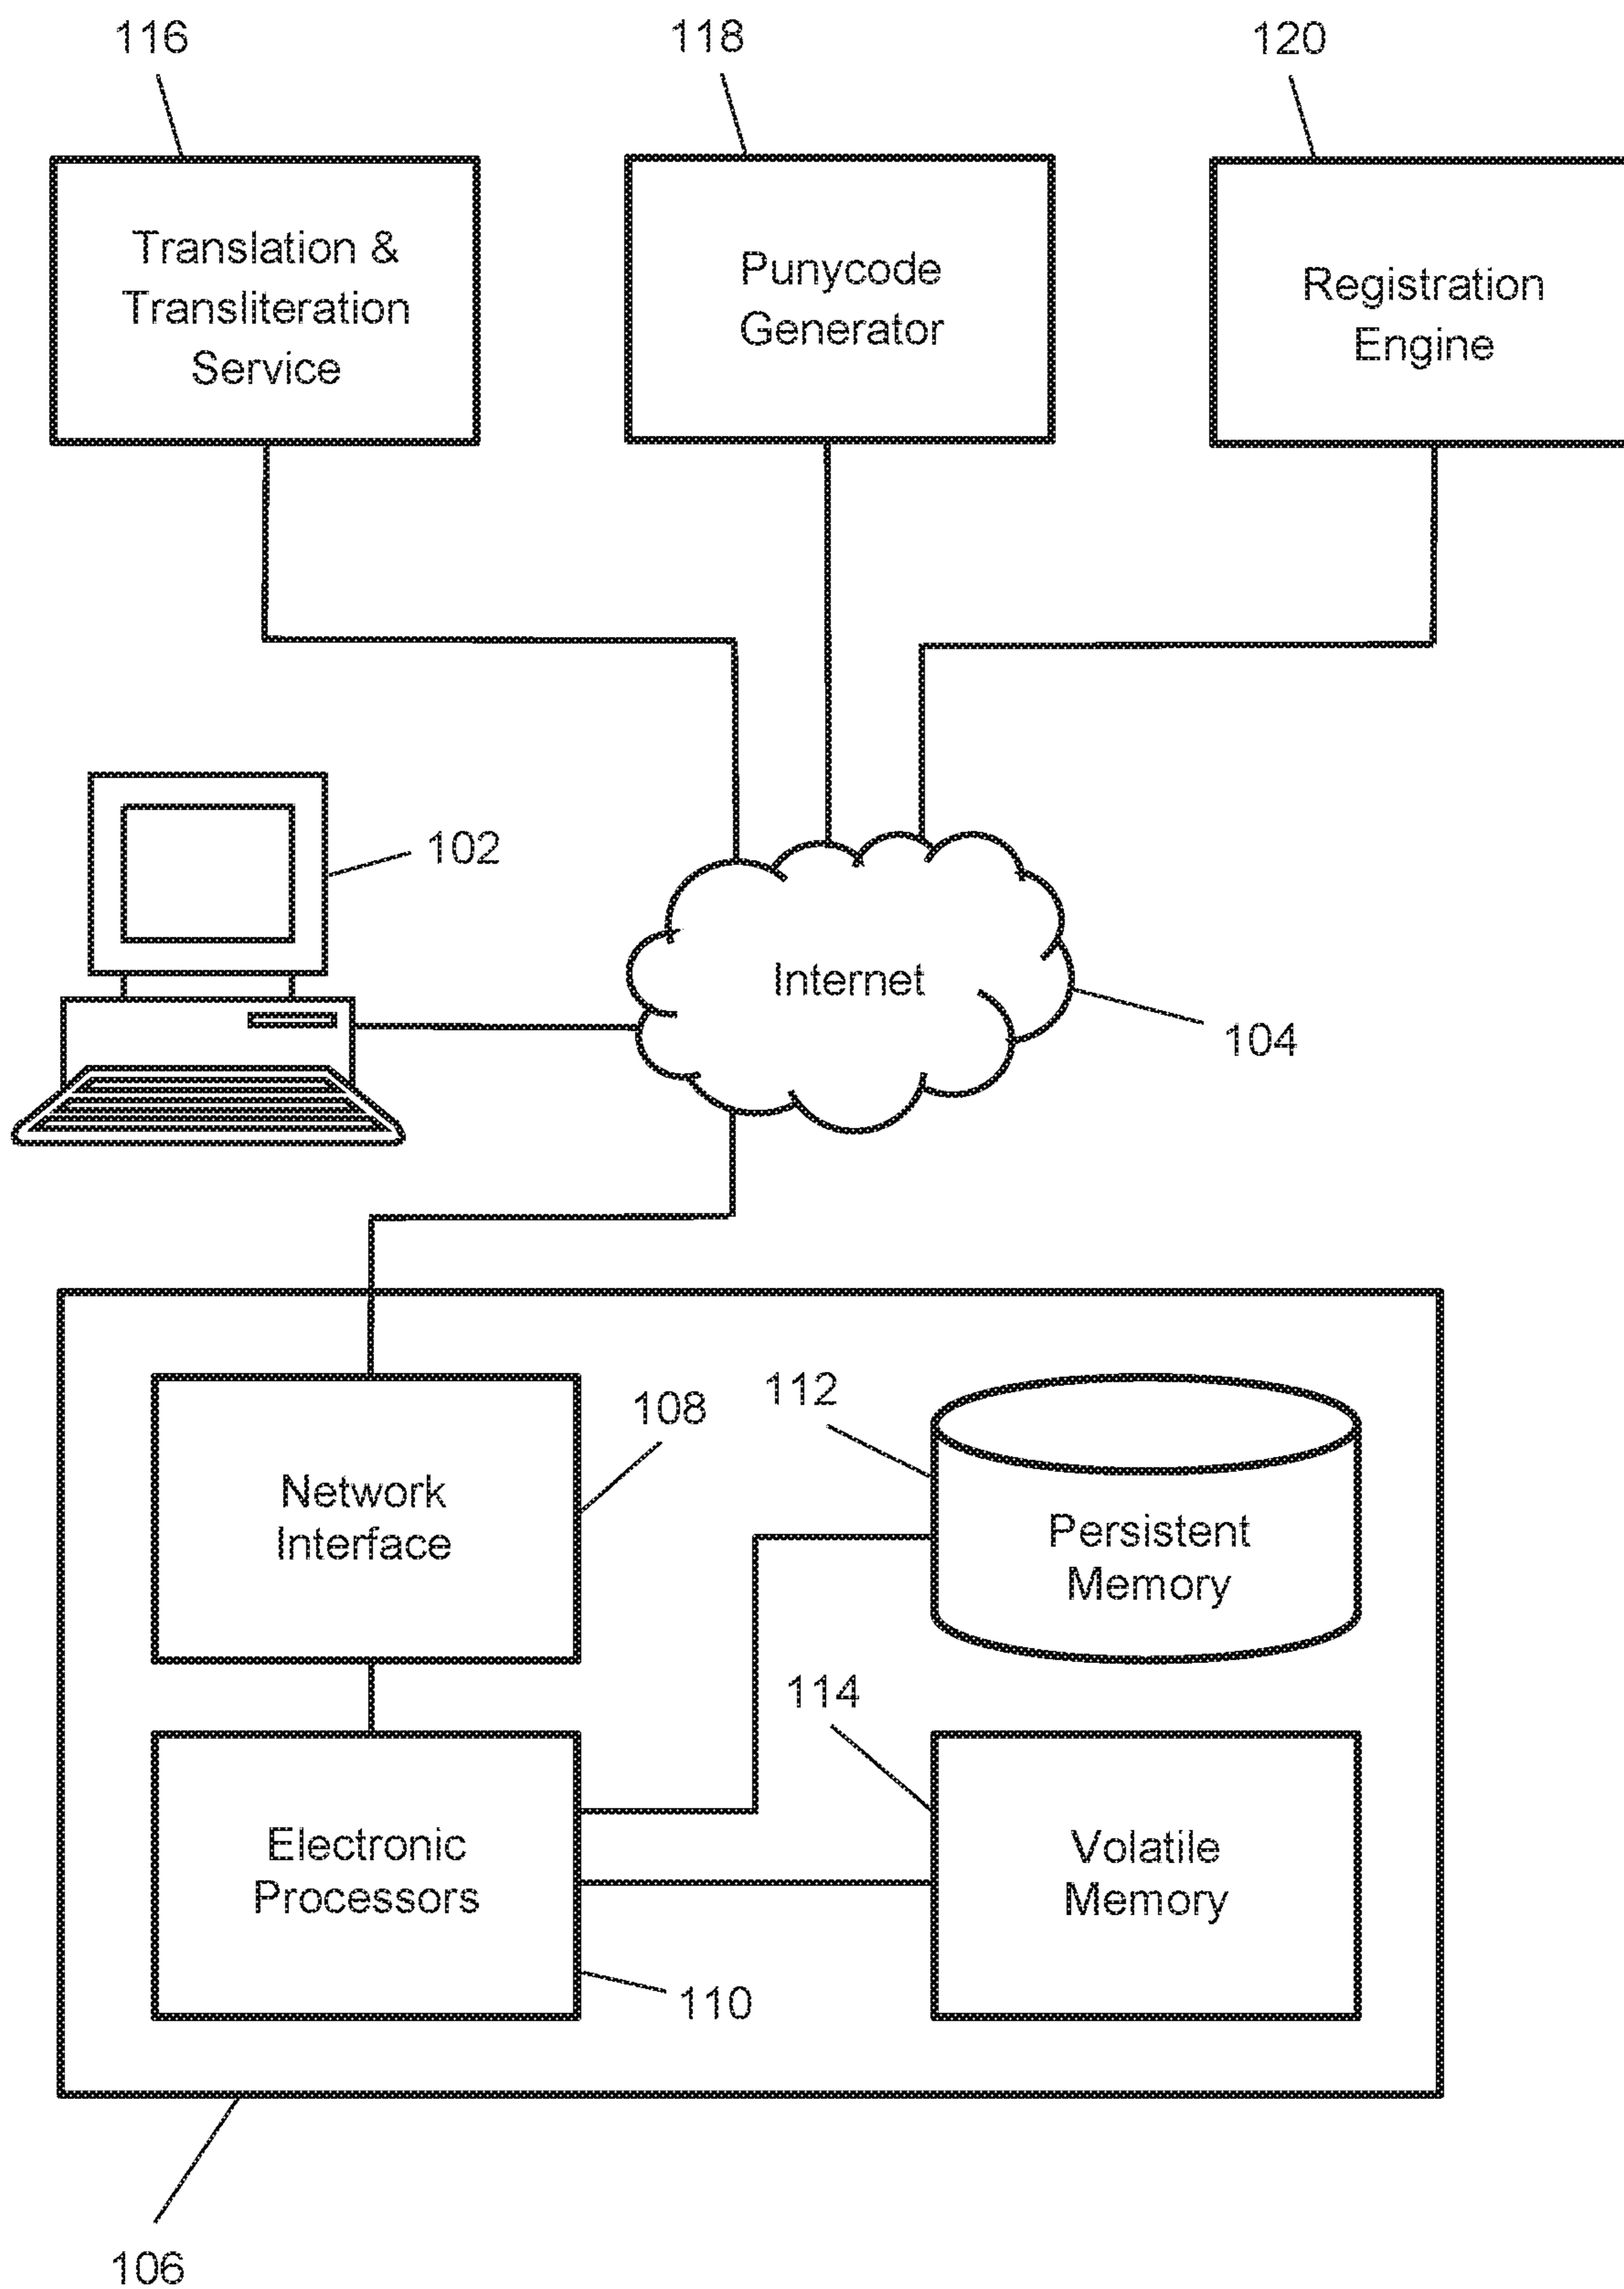 116
118
120
Translation &
Transliteration
Service
Punycode
Generator
Registration
Engine
102
Internet
104
108
112
Network
Interface
Persistent
Memory
114
Electronic
Processors
Volatile
Memory
110
106